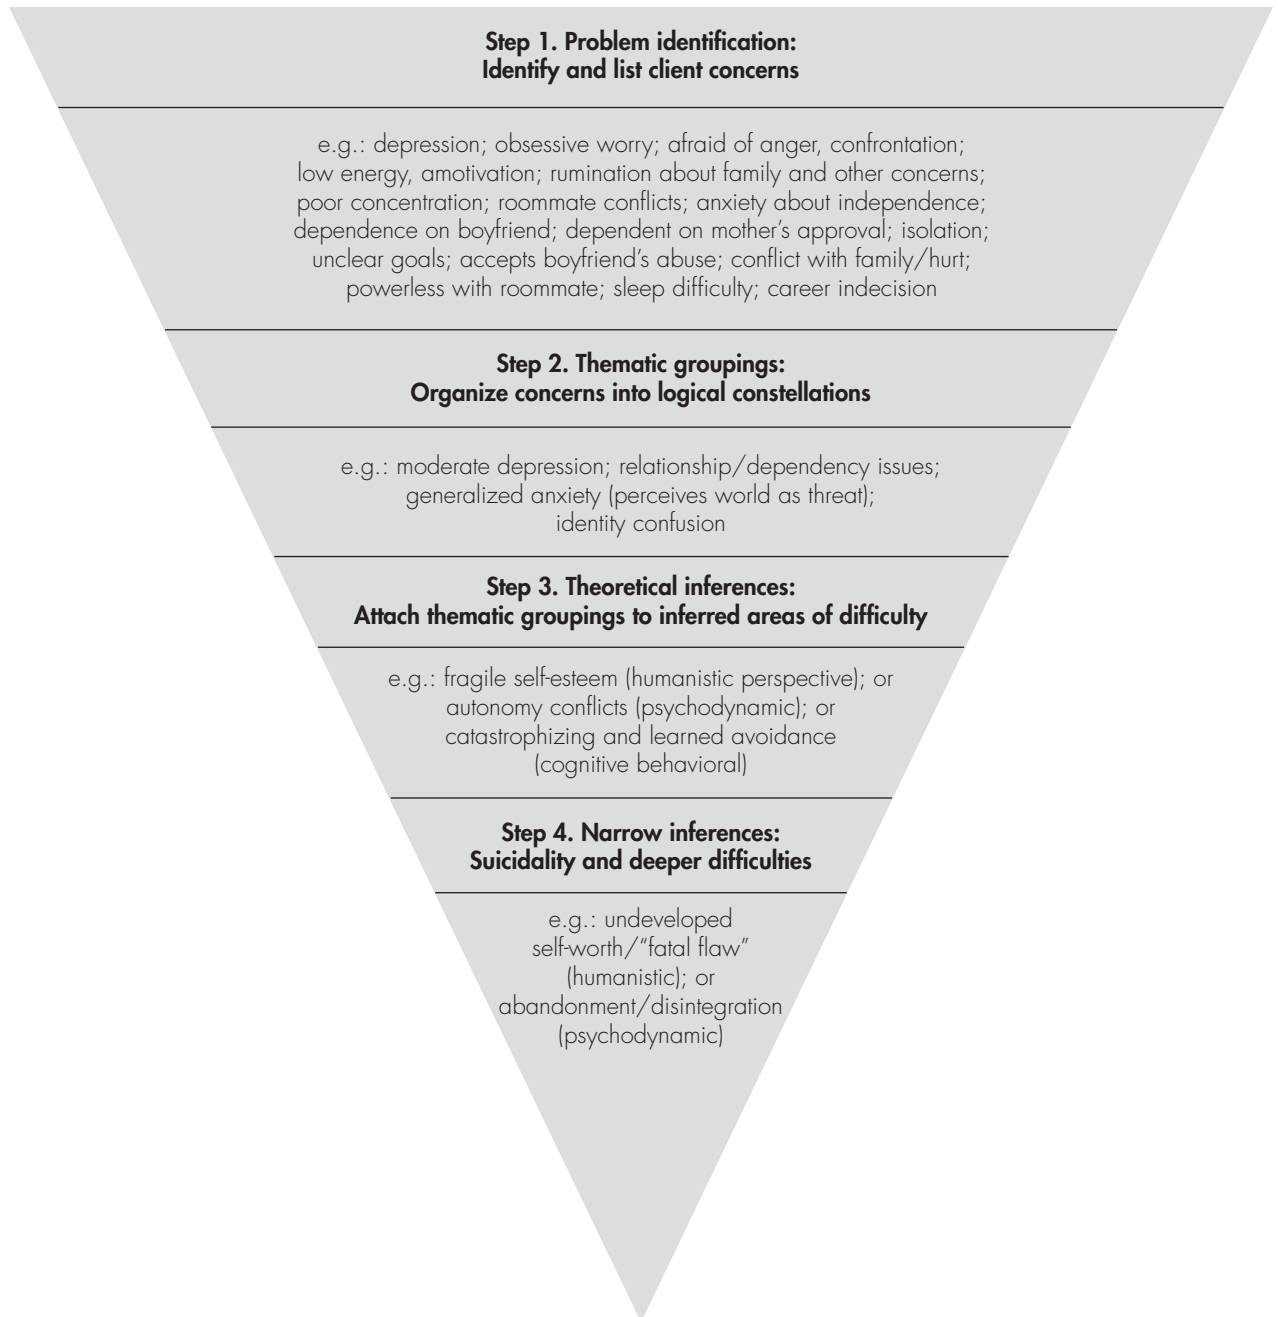 Step 1. Problem identification:
Identify and list client concerns
e.g.: depression; obsessive worry; afraid of anger, confrontation;
low energy, amotivation; rumination about family and other concerns;
poor concentration; roommate conflicts; anxiety about independence;
dependence on boyfriend; dependent on mother’s approval; isolation;
unclear goals; accepts boyfriend’s abuse; conflict with family/hurt;
powerless with roommate; sleep difficulty; career indecision
Step 2. Thematic groupings:
Organize concerns into logical constellations
e.g.: moderate depression; relationship/dependency issues;
generalized anxiety (perceives world as threat);
identity confusion
Step 3. Theoretical inferences:
Attach thematic groupings to inferred areas of difficulty
e.g.: fragile self-esteem (humanistic perspective); or
autonomy conflicts (psychodynamic); or
catastrophizing and learned avoidance
(cognitive behavioral)
Step 4. Narrow inferences:
Suicidality and deeper difficulties
e.g.: undeveloped
self-worth/“fatal flaw”
(humanistic); or
abandonment/disintegration
(psychodynamic)